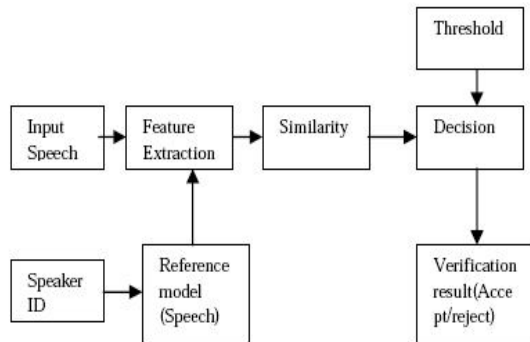 Threshold
Input
Speech
Feature
Extraction
Similarity
Decision
Speaker
ID
Reference
model
(Speech)
Verification
result(Acce
pt/reject)